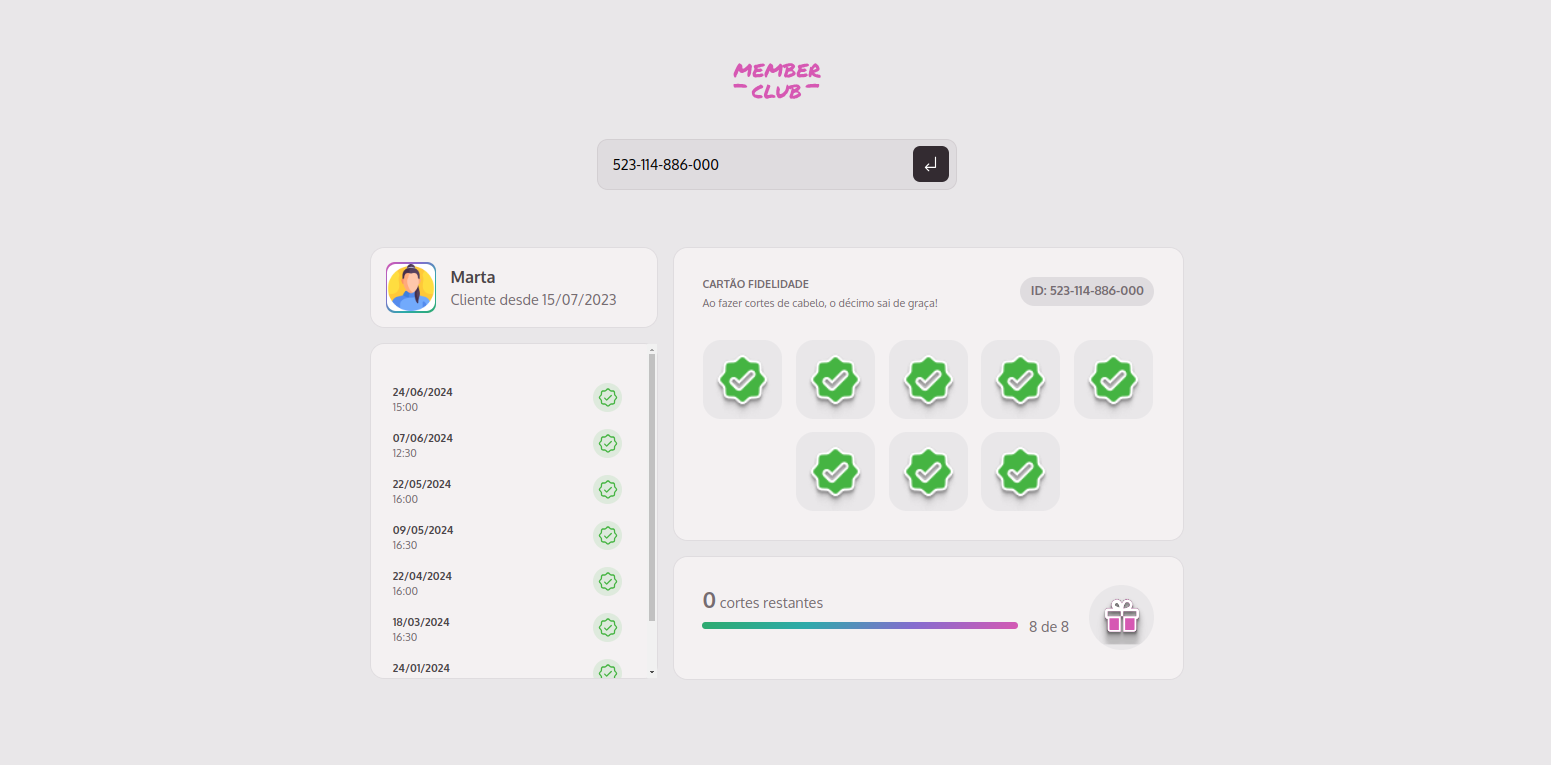 MEMBER
CLUB
523-114-886-000
Marta
Cliente desde 15/07/2023
24/06/2024
15:00
07/06/2024
12:30
22/05/2024
16:00
09/05/2024
16:30
22/04/2024
16:00
18/03/2024
16:30
24/01/2024
CARTÃO FIDELIDADE
Ao fazer cortes de cabelo, o décimo sai de graça!
ID: 523-114-886-000
0 cortes restantes
8 de 8